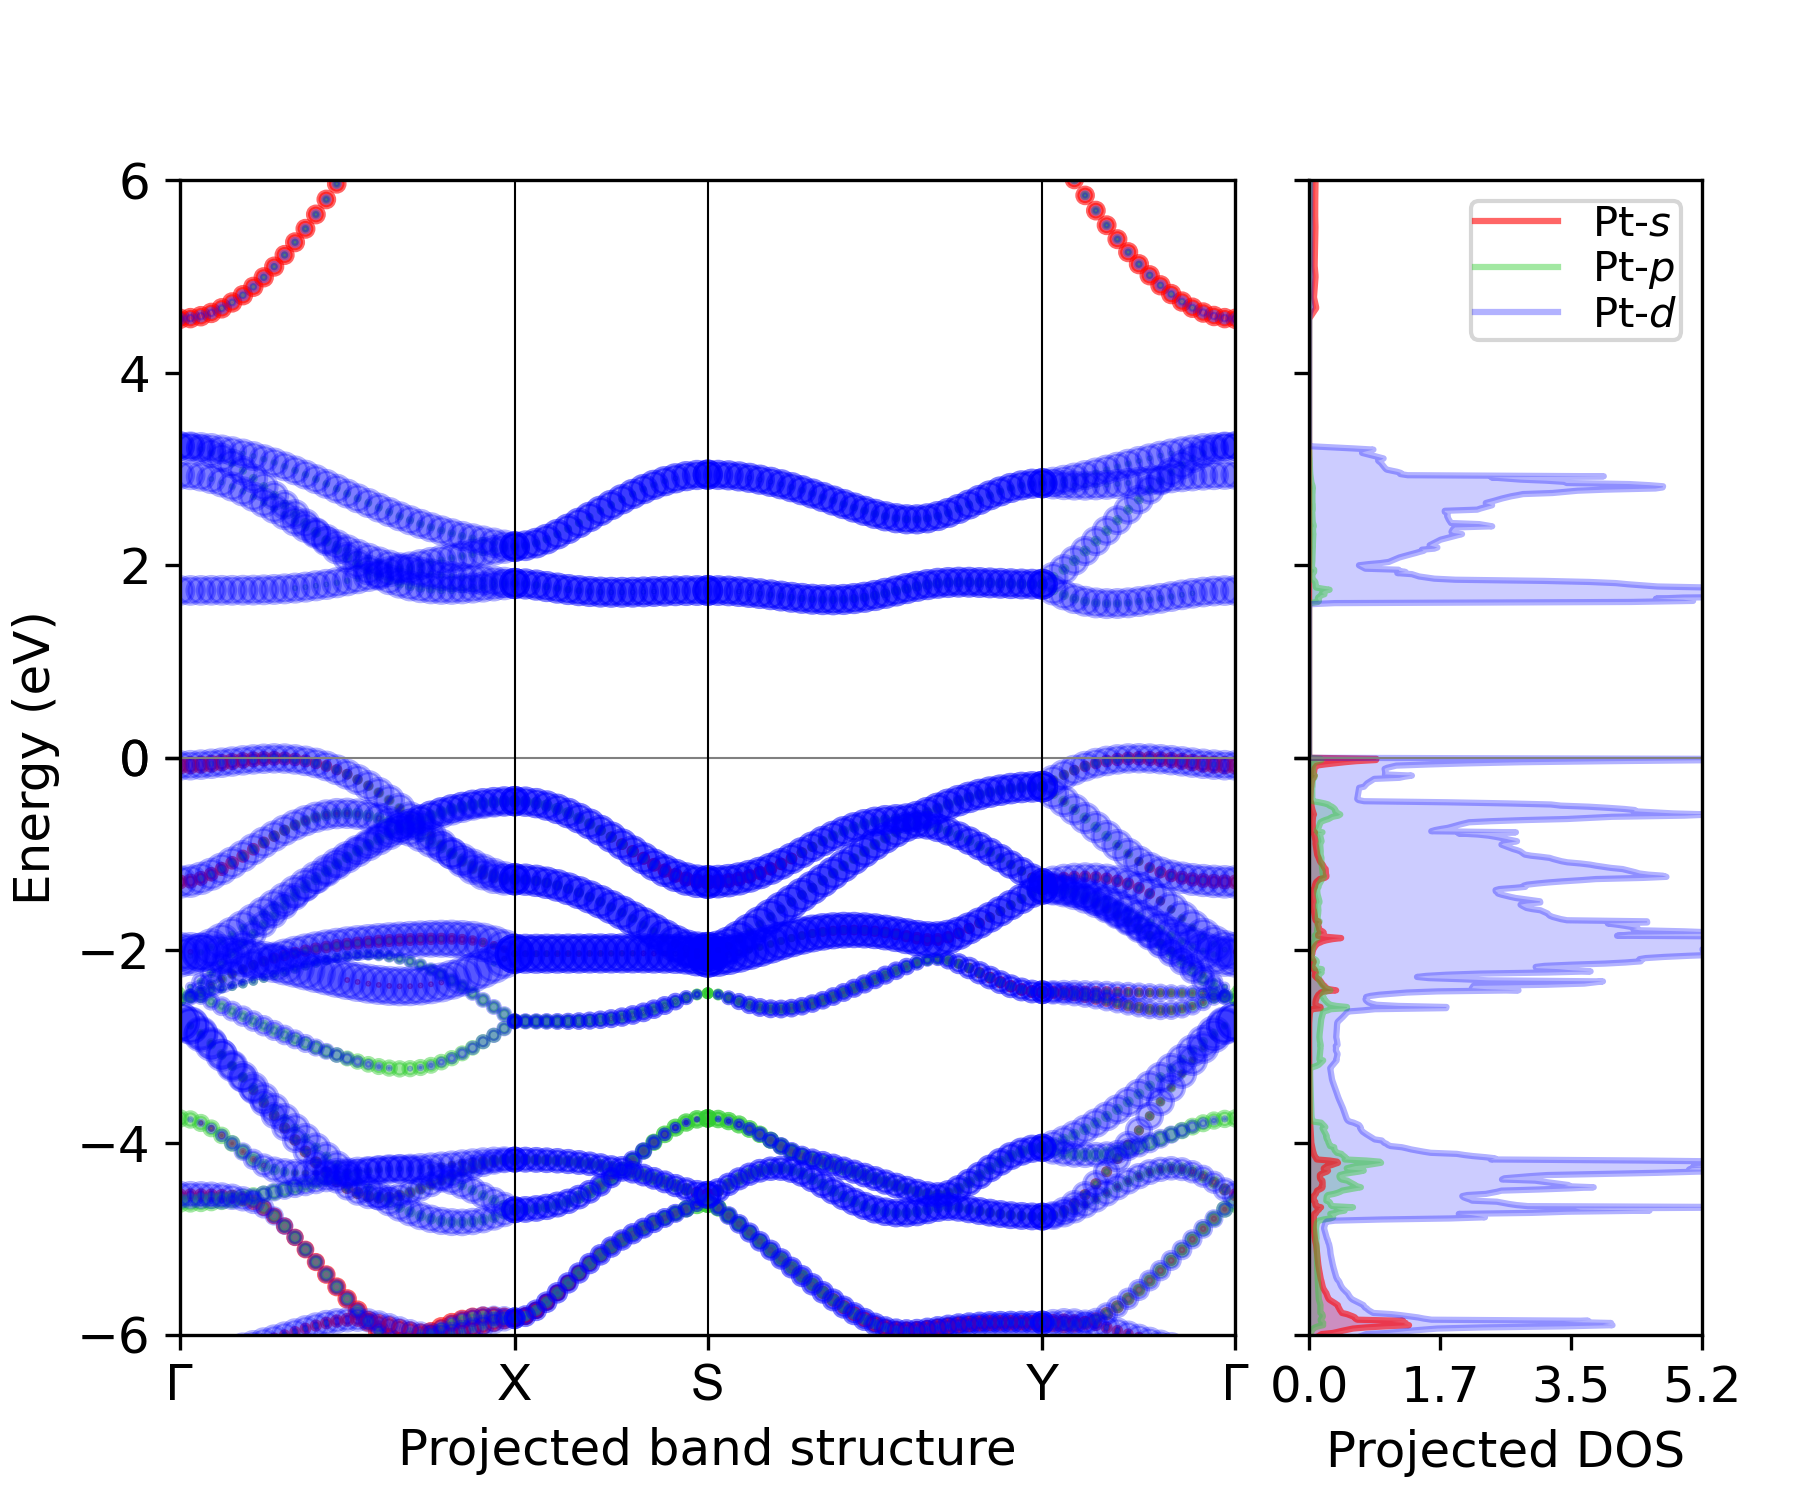 6
4
2
0
−2
−4
−6
Energy (eV)
Γ X S Y Γ
Projected band structure
Pt-s
Pt-p
Pt-d
0.0 1.7 3.5 5.2
Projected DOS